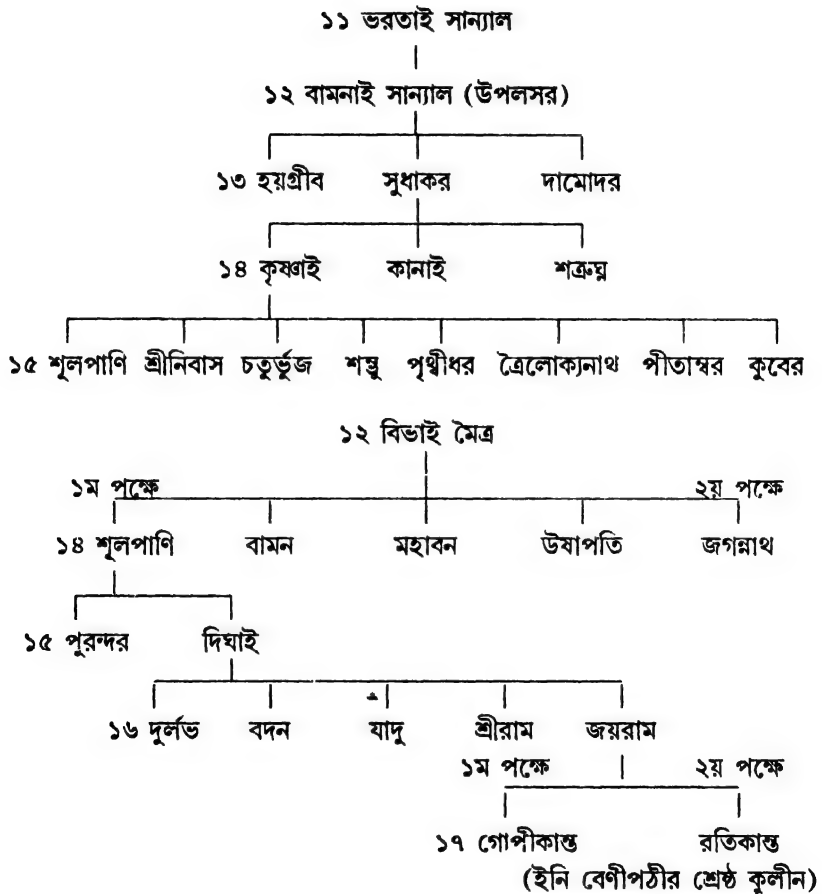 ১১ ভরতাই সান্যাল
১২ বামনাই সান্যাল (উপলসর)
১৩ হয়গ্রীব সুধাকর দামোদর
১৪ কৃষ্ণাই কানাই শত্রুঘ্ন
১৫ শূলপাণি শ্রীনিবাস চতুর্ভুজ শম্ভু পৃথ্বীধর ত্রৈলোক্যনাথ পীতাম্বর কুবের
১২ বিভাই মৈত্র
১ম পক্ষে ২য় পক্ষে
১৪ শূলপাণি বামন মহাবন উষাপতি জগন্নাথ
১৫ পুরন্দর দিঘাই
১৬ দুর্লভ বদন যাদু শ্রীরাম জয়রাম
১ম পক্ষে ২য় পক্ষে
১৭ গোপীকান্ত রতিকান্ত
(ইনি বেণীপঠীর শ্রেষ্ঠ কুলীন)